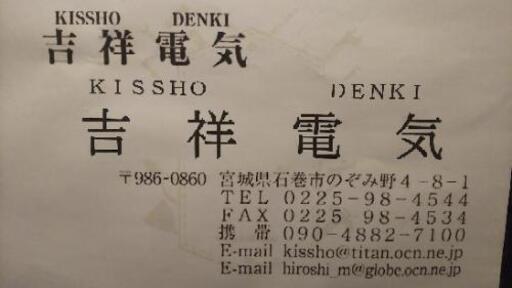 KISSHO DENKI
吉祥電気
KISSHO DENKI
吉祥電気
〒986-0860 宮城県石巻市のぞみ野4-8-1
TEL 0225-98-4544
FAX 0225 98-4534
携帯 090-4882-7100
E-mail kissho@titan.ocn.ne.jp
E-mail hiroshi_m@globe.ocn.ne.jp